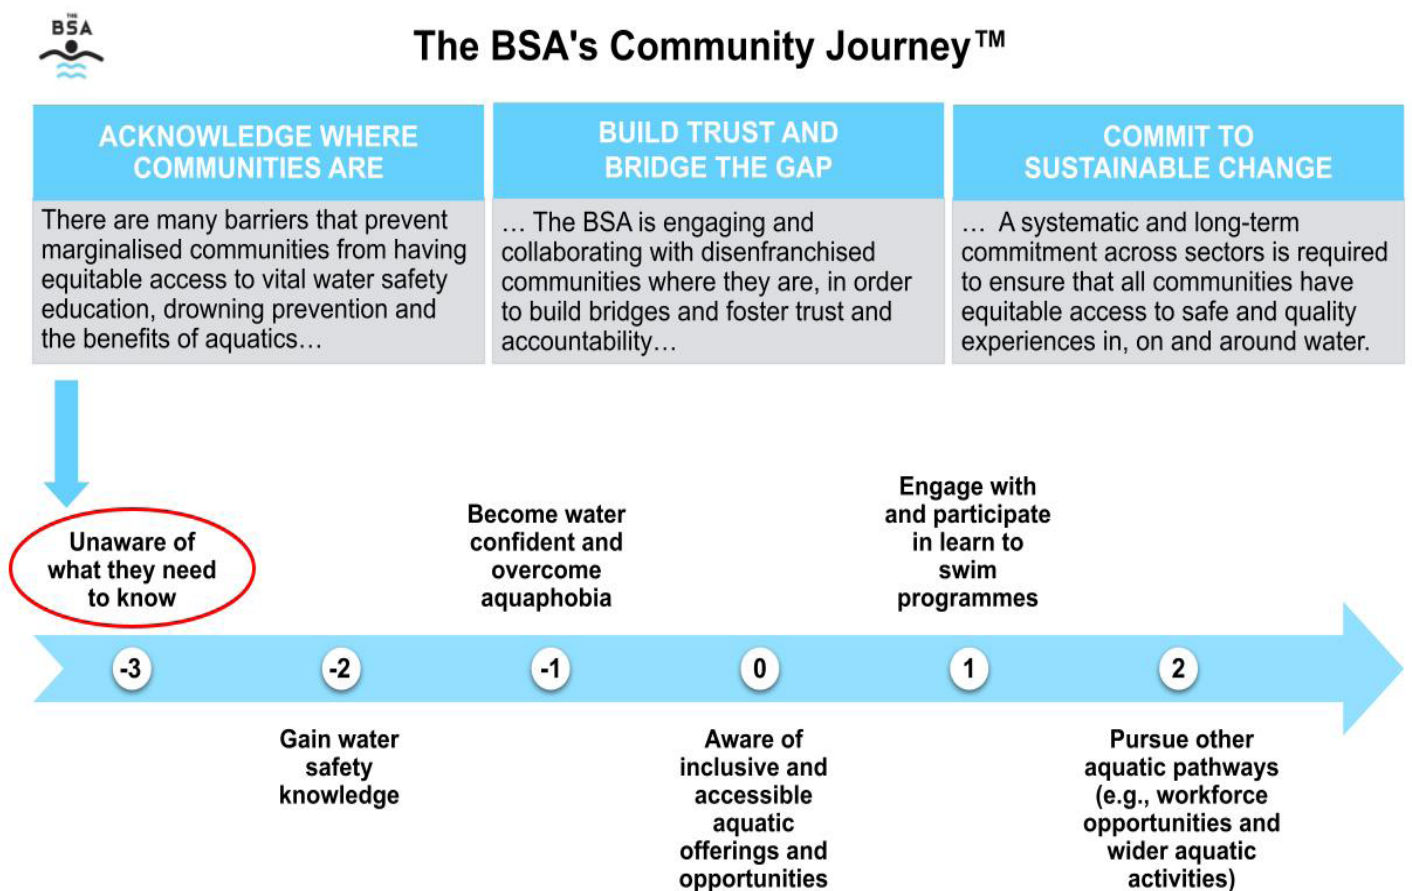 THE
BSA
The BSA's Community Journey™
ACKNOWLEDGE WHERE
COMMUNITIES ARE
There are many barriers that prevent
marginalised communities from having
equitable access to vital water safety
education, drowning prevention and
the benefits of aquatics…
BUILD TRUST AND
BRIDGE THE GAP
… The BSA is engaging and
collaborating with disenfranchised
communities where they are, in order
to build bridges and foster trust and
accountability…
COMMIT TO
SUSTAINABLE CHANGE
… A systematic and long-term
commitment across sectors is required
to ensure that all communities have
equitable access to safe and quality
experiences in, on and around water.
Unaware of
what they need
to know
Become water
confident and
overcome
aquaphobia
Engage with
and participate
in learn to
swim
programmes
-3
-2
-1
0
1
2
Gain water
safety
knowledge
Aware of
inclusive and
accessible
aquatic
offerings and
opportunities
Pursue other
aquatic pathways
(e.g., workforce
opportunities and
wider aquatic
activities)